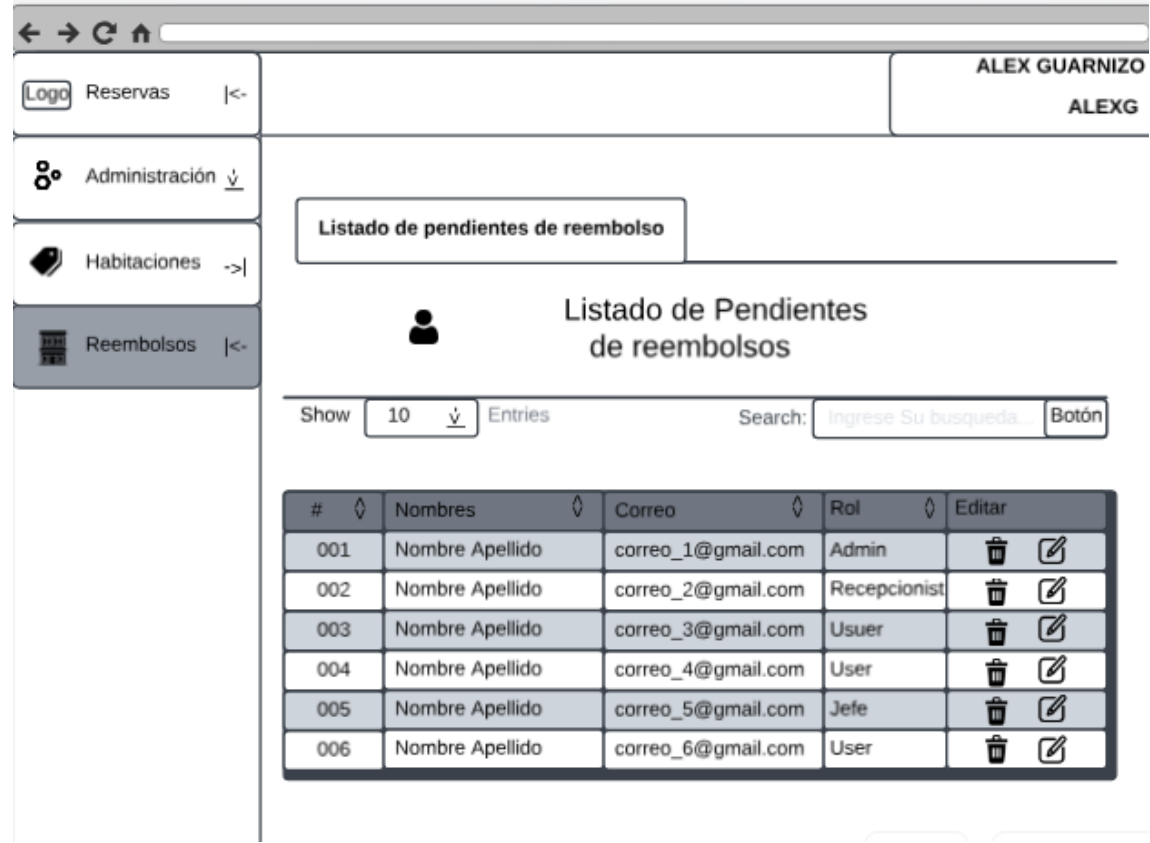 ALEX GUARNIZO
ALEXG
Logo Reservas |<-
Administración
Habitaciones ->|
Reembolsos |<-
Listado de pendientes de reembolso
Listado de Pendientes
de reembolsos
Show 10 Entries Search: Ingrese Su busqueda... Botón
# Nombres Correo Rol Editar
001 Nombre Apellido correo_1@gmail.com Admin
002 Nombre Apellido correo_2@gmail.com Recepcionist
003 Nombre Apellido correo_3@gmail.com Usuer
004 Nombre Apellido correo_4@gmail.com User
005 Nombre Apellido correo_5@gmail.com Jefe
006 Nombre Apellido correo_6@gmail.com User